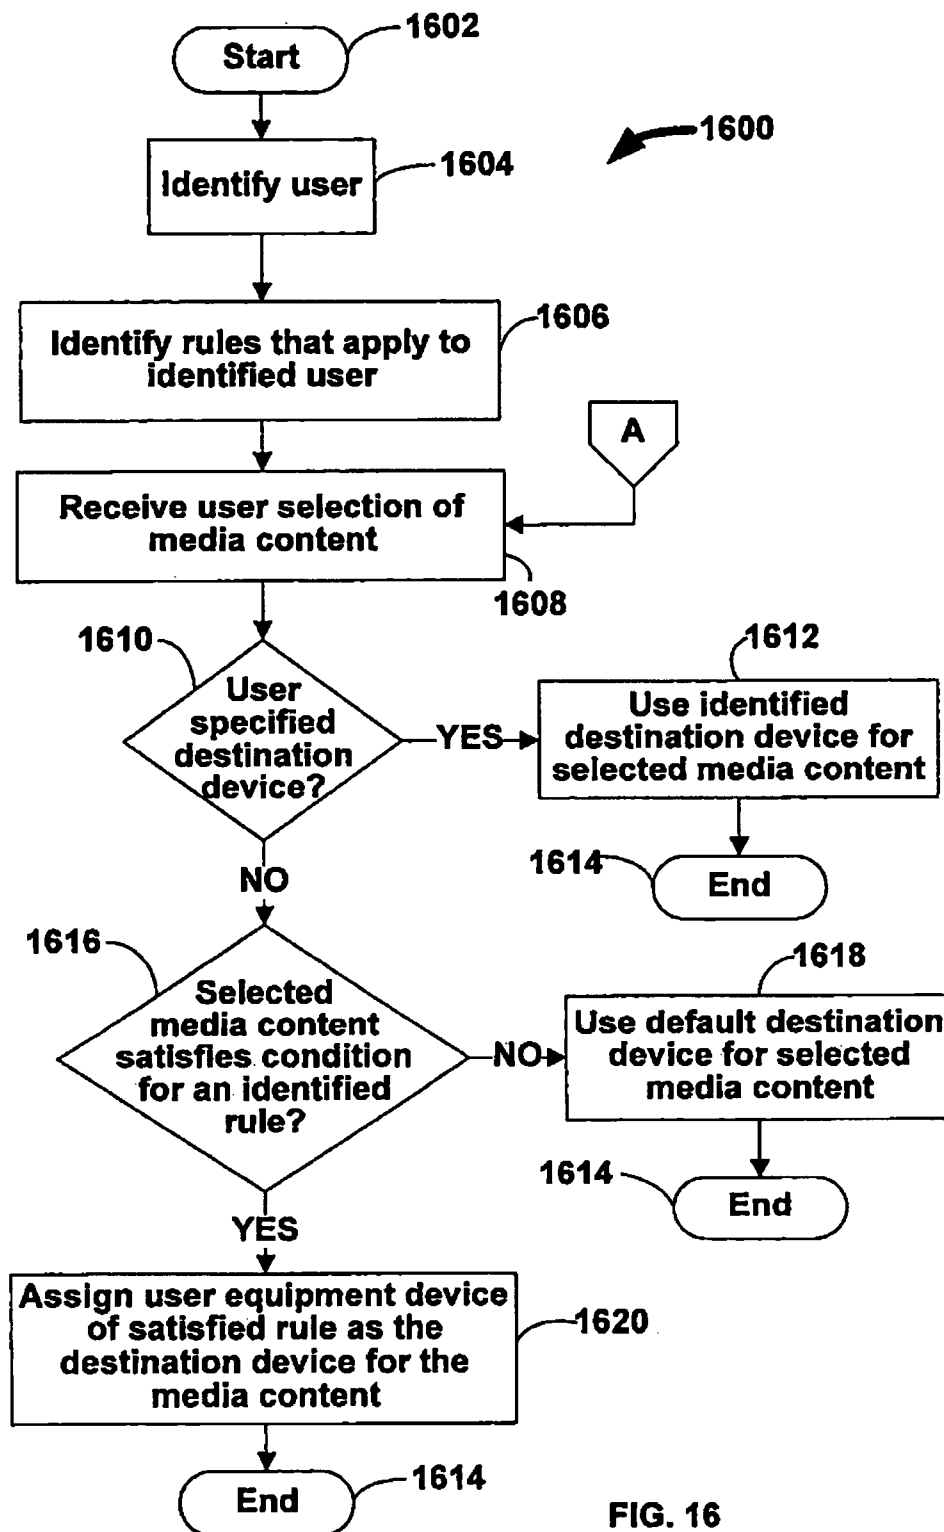 1602
Start
1600
1604
Identify user
1606
Identify rules that apply to
identified user
A
Receive user selection of
media content
1608
1610
User
specified
destination
device?
YES
1612
Use identified
destination device for
selected media content
NO
1614
End
1616
Selected
media content
satisfies condition
for an identified
rule?
NO
1618
Use default destination
device for selected
media content
1614
End
YES
Assign user equipment device
of satisfied rule as the
destination device for the
media content
1620
End
1614
FIG. 16